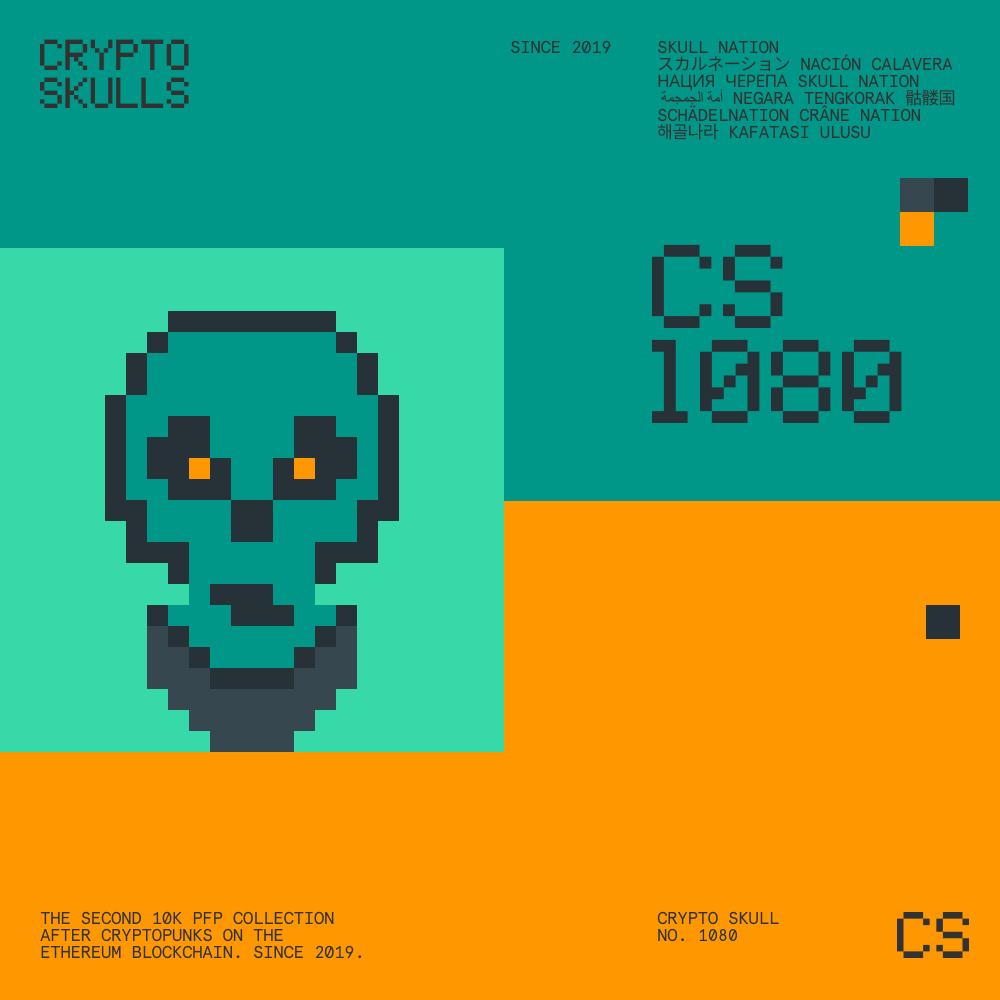 CRYPTO
SKULLS
SINCE 2019
SKULL NATION
スカルネーション NACIÓN CALAVERA
НАЦИЯ ЧЕРЕПА SKULL NATION
أمة الجمجمة NEGARA TENGKORAK 骷髅国
SCHÄDELNATION CRÂNE NATION
해골나라 KAFATASI ULUSU
CS
1080
THE SECOND 10K PFP COLLECTION
AFTER CRYPTOPUNKS ON THE
ETHEREUM BLOCKCHAIN. SINCE 2019.
CRYPTO SKULL
NO. 1080
CS